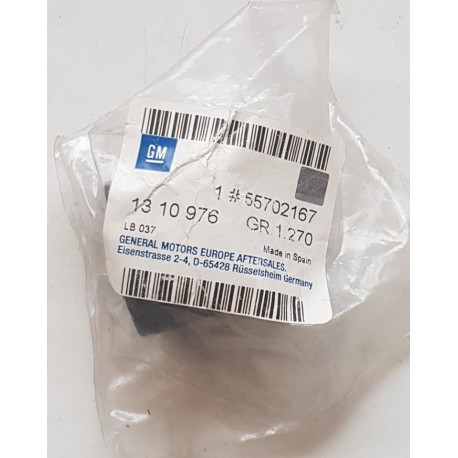 GM
1 # 55702167
13 10 976 GR.1.270
LB 037 Made in Spain
GENERAL MOTORS EUROPE AFTERSALES.
Eisenstrasse 2-4, D-65428 Rüsselsheim Germany